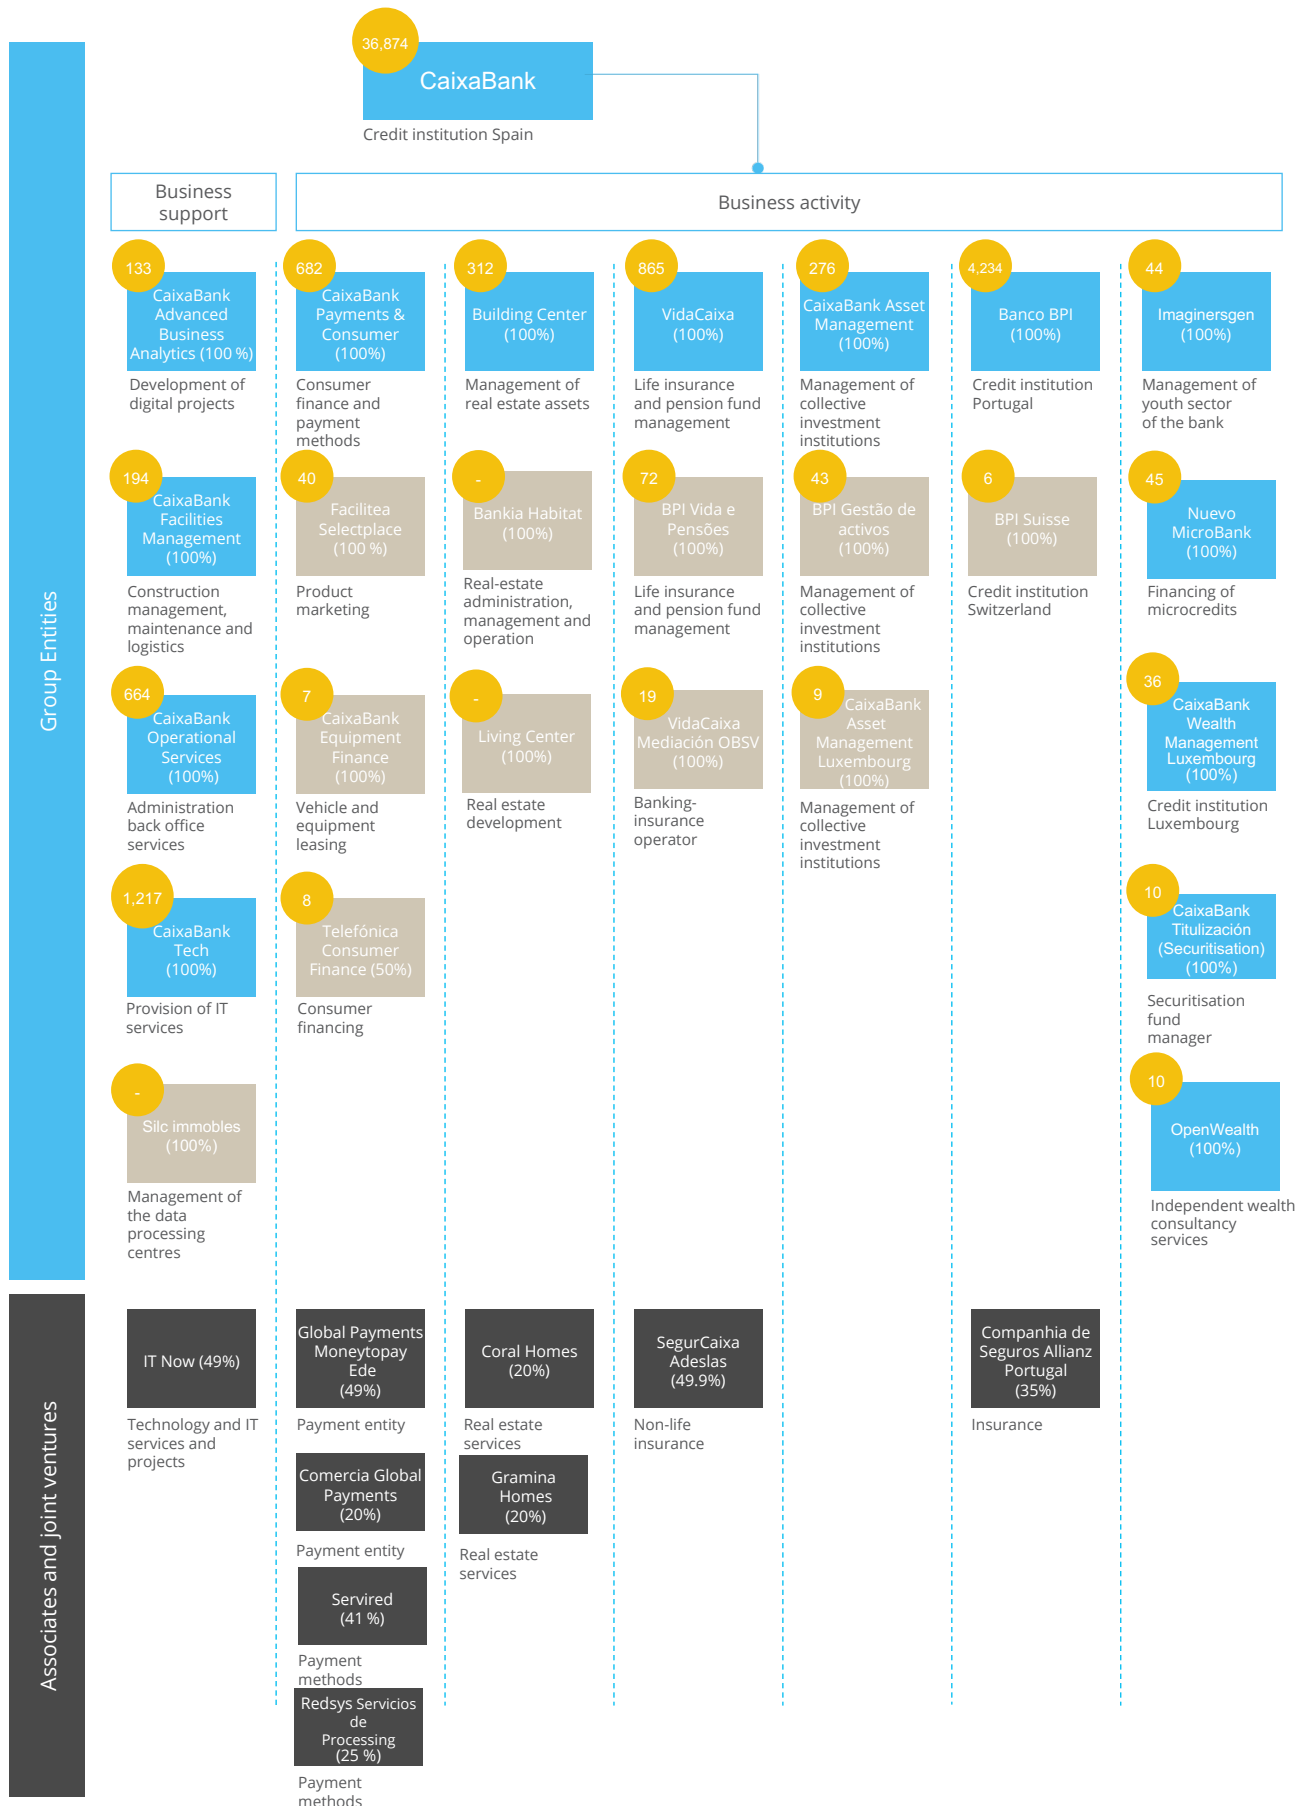 36,874
CaixaBank
Credit institution Spain
Business
support
Business activity
Group Entities
133
CaixaBank
Advanced
Business
Analytics (100 %)
Development of
digital projects
194
CaixaBank
Facilities
Management
(100%)
Construction
management,
maintenance and
logistics
664
CaixaBank
Operational
Services
(100%)
Administration
back office
services
1,217
CaixaBank
Tech
(100%)
Provision of IT
services
-
Silc immobles
(100%)
Management of
the data
processing
centres
682
CaixaBank
Payments &
Consumer
(100%)
Consumer
finance and
payment
methods
40
Facilitea
Selectplace
(100 %)
Product
marketing
7
CaixaBank
Equipment
Finance
(100%)
Vehicle and
equipment
leasing
8
Telefónica
Consumer
Finance (50%)
Consumer
financing
312
Building Center
(100%)
Management of
real estate assets
-
Bankia Habitat
(100%)
Real-estate
administration,
management and
operation
-
Living Center
(100%)
Real estate
development
865
VidaCaixa
(100%)
Life insurance
and pension fund
management
72
BPI Vida e
Pensões
(100%)
Life insurance
and pension fund
management
19
VidaCaixa
Mediación OBSV
(100%)
Banking-
insurance
operator
276
CaixaBank Asset
Management
(100%)
Management of
collective
investment
institutions
43
BPI Gestão de
activos
(100%)
Management of
collective
investment
institutions
9
CaixaBank
Asset
Management
Luxembourg
(100%)
Management of
collective
investment
institutions
4,234
Banco BPI
(100%)
Credit institution
Portugal
6
BPI Suisse
(100%)
Credit institution
Switzerland
44
Imaginersgen
(100%)
Management of
youth sector
of the bank
45
Nuevo
MicroBank
(100%)
Financing of
microcredits
36
CaixaBank
Wealth
Management
Luxembourg
(100%)
Credit institution
Luxembourg
10
CaixaBank
Titulización
(Securitisation)
(100%)
Securitisation
fund
manager
10
OpenWealth
(100%)
Independent wealth
consultancy
services
Associates and joint ventures
IT Now (49%)
Technology and IT
services and
projects
Global Payments
Moneytopay
Ede
(49%)
Payment entity
Comercia Global
Payments
(20%)
Payment entity
Servired
(41 %)
Payment
methods
Redsys Servicios
de
Processing
(25 %)
Payment
methods
Coral Homes
(20%)
Real estate
services
Gramina
Homes
(20%)
Real estate
services
SegurCaixa
Adeslas
(49.9%)
Non-life
insurance
Companhia de
Seguros Allianz
Portugal
(35%)
Insurance